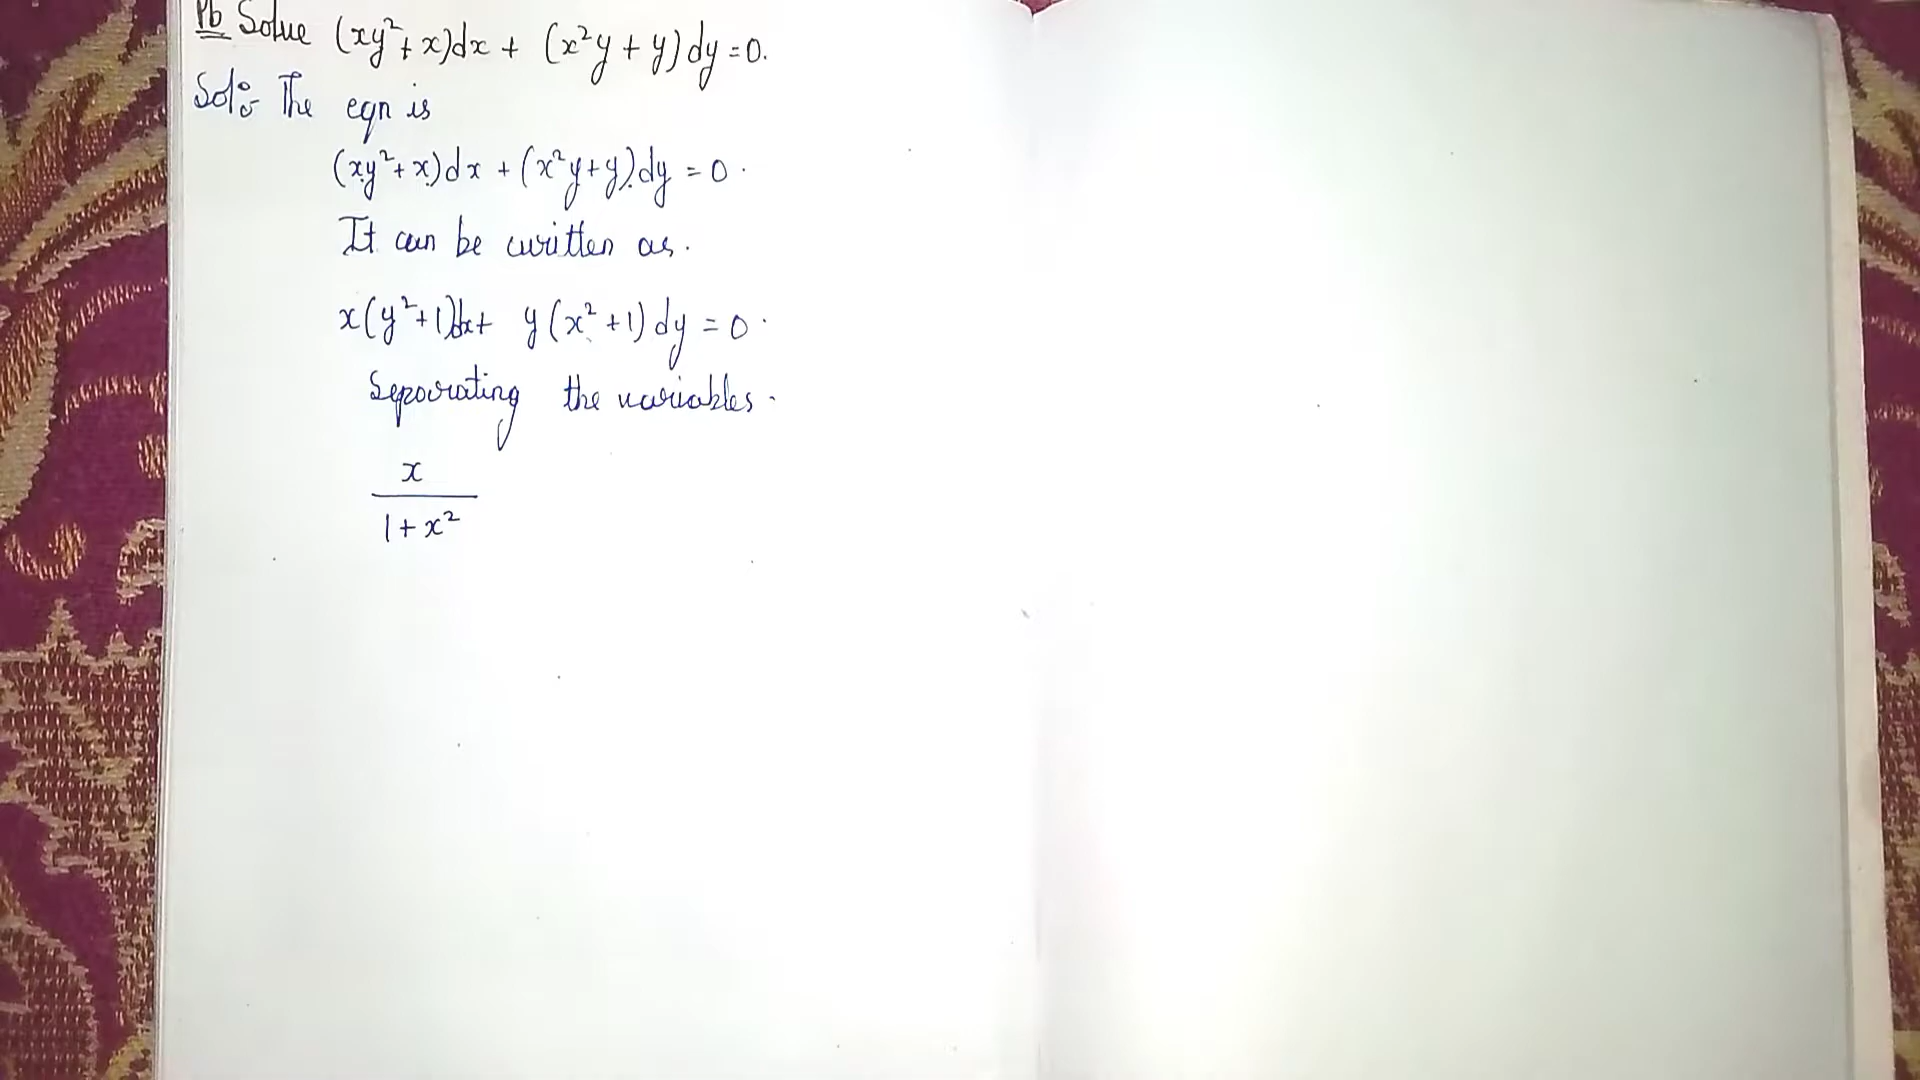 Pb Solve (xy²+x)dx + (x²y + y) dy = 0.
Sol:- The eqn is
(xy²+x)dx + (x²y+y)dy = 0.
It can be written as.
x(y²+1)dx+ y(x²+1)dy = 0.
Separating the variables.
x
1+x²